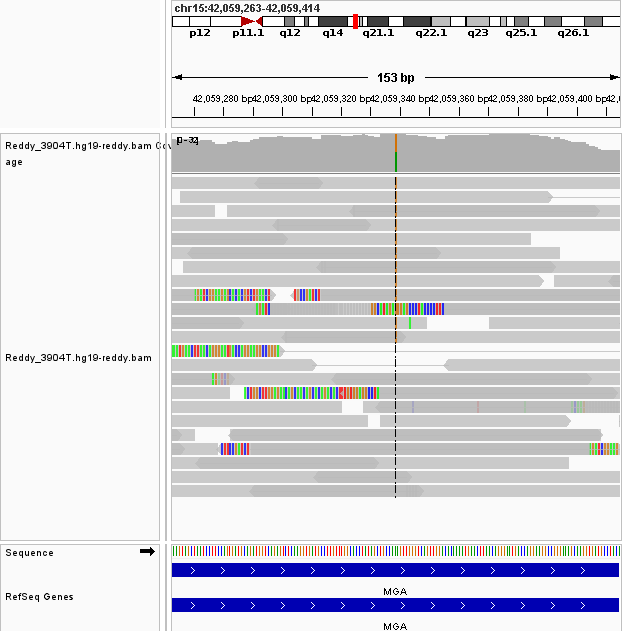 chr15:42,059,263-42,059,414
p12 p11.1 q12 q14 q21.1 q22.1 q23 q25.1 q26.1
153 bp
42,059,280 bp 42,059,300 bp 42,059,320 bp 42,059,340 bp 42,059,360 bp 42,059,380 bp 42,059,400 bp 42,0
Reddy_3904T.hg19-reddy.bam Cov
age
Reddy_3904T.hg19-reddy.bam
Sequence
MGA
RefSeq Genes
MGA